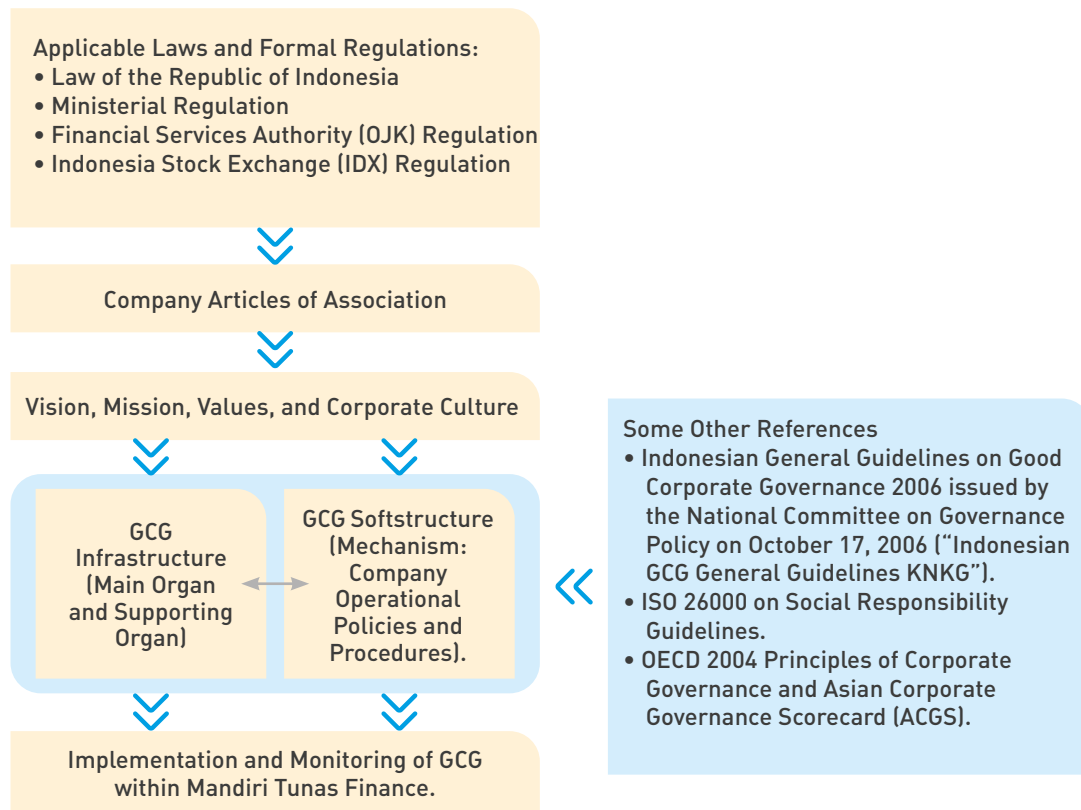 Applicable Laws and Formal Regulations:
• Law of the Republic of Indonesia
• Ministerial Regulation
• Financial Services Authority (OJK) Regulation
• Indonesia Stock Exchange (IDX) Regulation
Company Articles of Association
Vision, Mission, Values, and Corporate Culture
GCG
Infrastructure
(Main Organ
and Supporting
Organ)
GCG Softstructure
(Mechanism:
Company
Operational
Policies and
Procedures).
Some Other References
• Indonesian General Guidelines on Good
Corporate Governance 2006 issued by
the National Committee on Governance
Policy on October 17, 2006 (“Indonesian
GCG General Guidelines KNKG”).
• ISO 26000 on Social Responsibility
Guidelines.
• OECD 2004 Principles of Corporate
Governance and Asian Corporate
Governance Scorecard (ACGS).
Implementation and Monitoring of GCG
within Mandiri Tunas Finance.